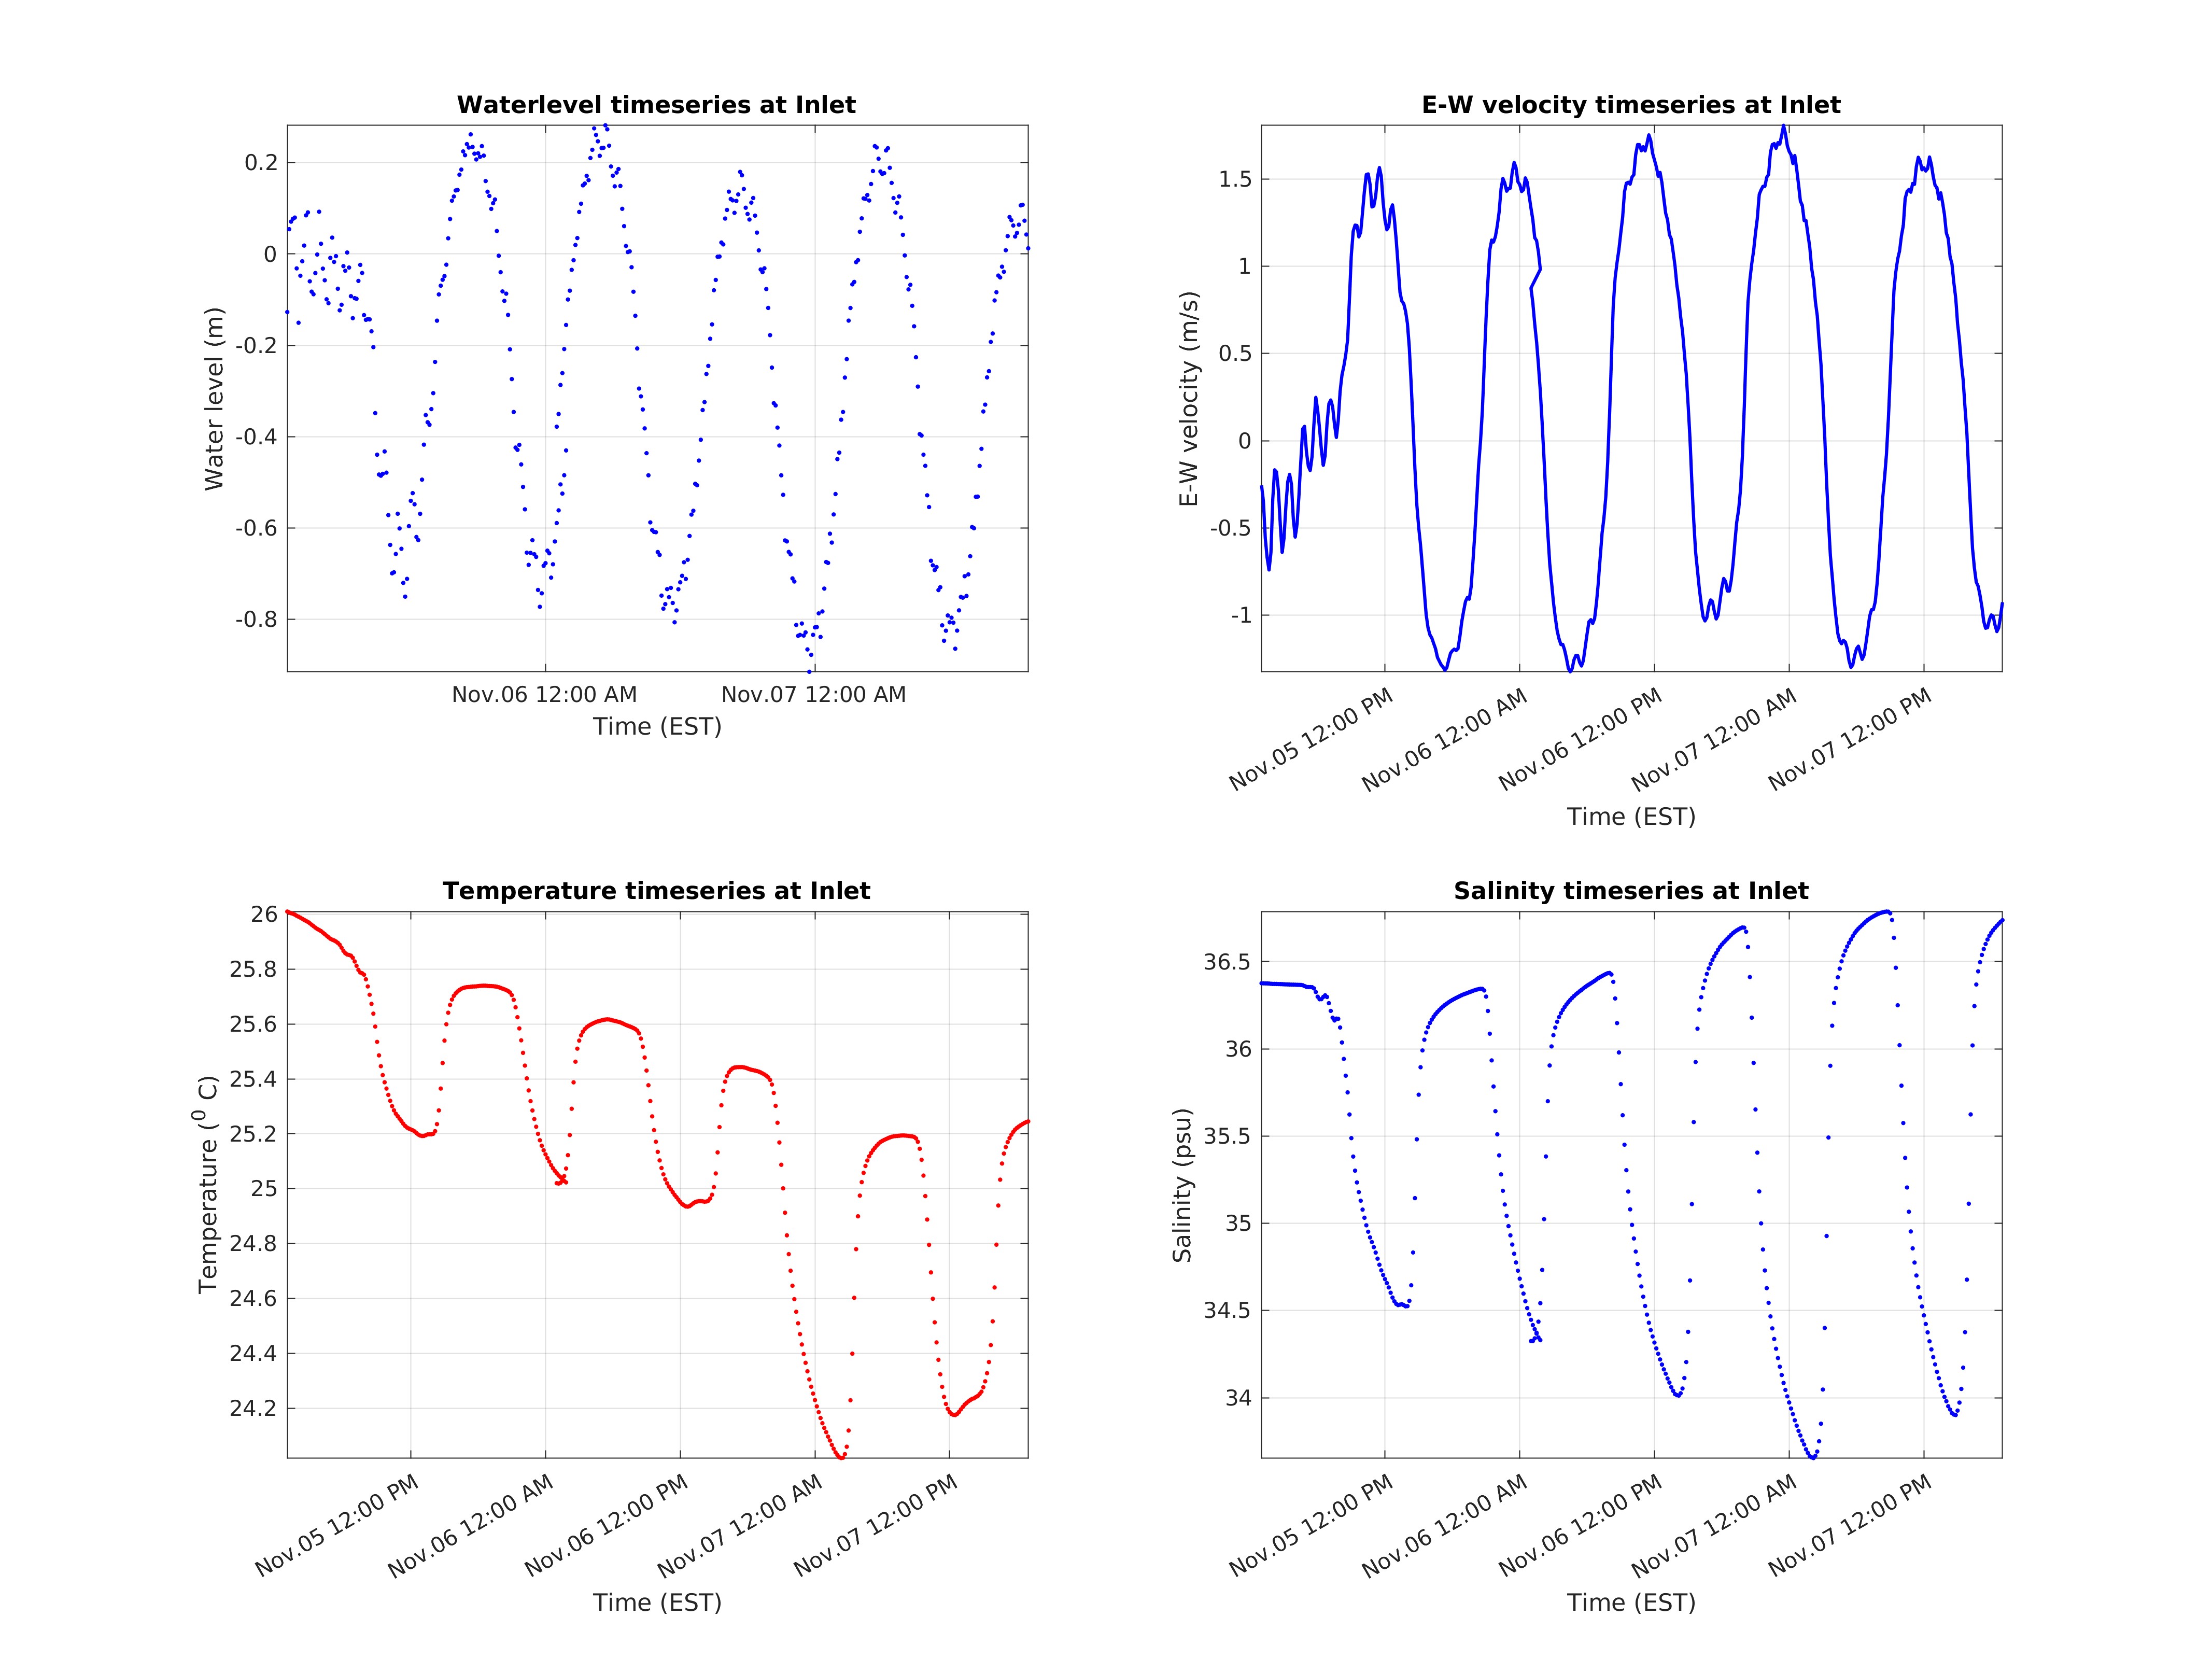 Waterlevel timeseries at Inlet
0.2
0
-0.2
-0.4
-0.6
-0.8
Water level (m)
Nov.06 12:00 AM
Nov.07 12:00 AM
Time (EST)
E-W velocity timeseries at Inlet
1.5
1
0.5
0
-0.5
-1
E-W velocity (m/s)
Nov.05 12:00 PM
Nov.06 12:00 AM
Nov.06 12:00 PM
Nov.07 12:00 AM
Nov.07 12:00 PM
Time (EST)
Temperature timeseries at Inlet
26
25.8
25.6
25.4
25.2
25
24.8
24.6
24.4
24.2
Temperature (⁰ C)
Nov.05 12:00 PM
Nov.06 12:00 AM
Nov.06 12:00 PM
Nov.07 12:00 AM
Nov.07 12:00 PM
Time (EST)
Salinity timeseries at Inlet
36.5
36
35.5
35
34.5
34
Salinity (psu)
Nov.05 12:00 PM
Nov.06 12:00 AM
Nov.06 12:00 PM
Nov.07 12:00 AM
Nov.07 12:00 PM
Time (EST)